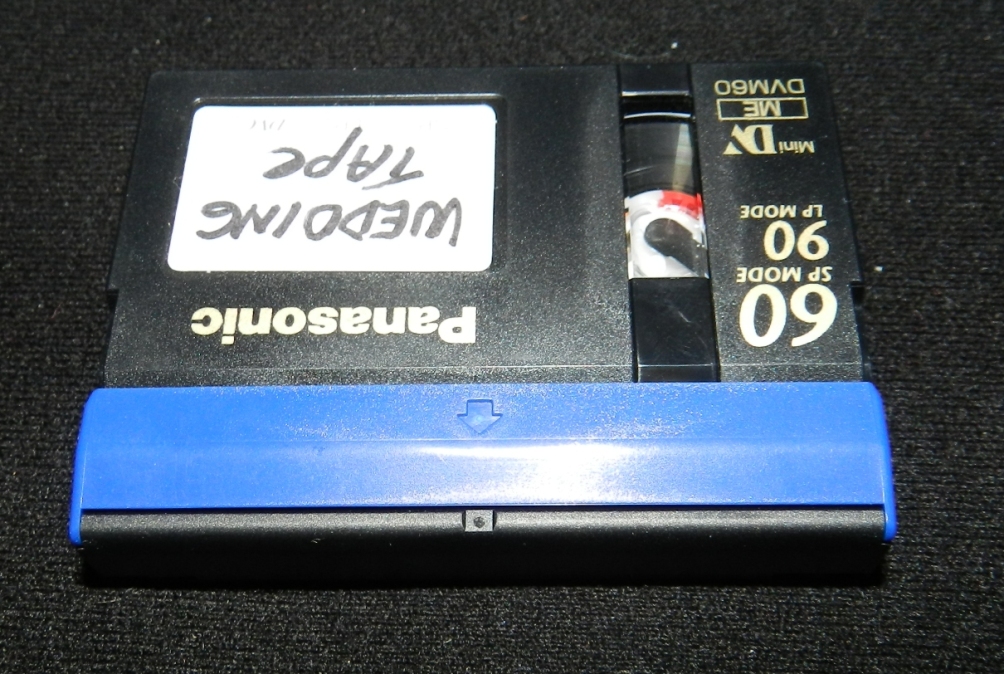 Panasonic
WEDDING
TAPE
60
SP MODE
90
LP MODE
Mini DV
ME
DVM60